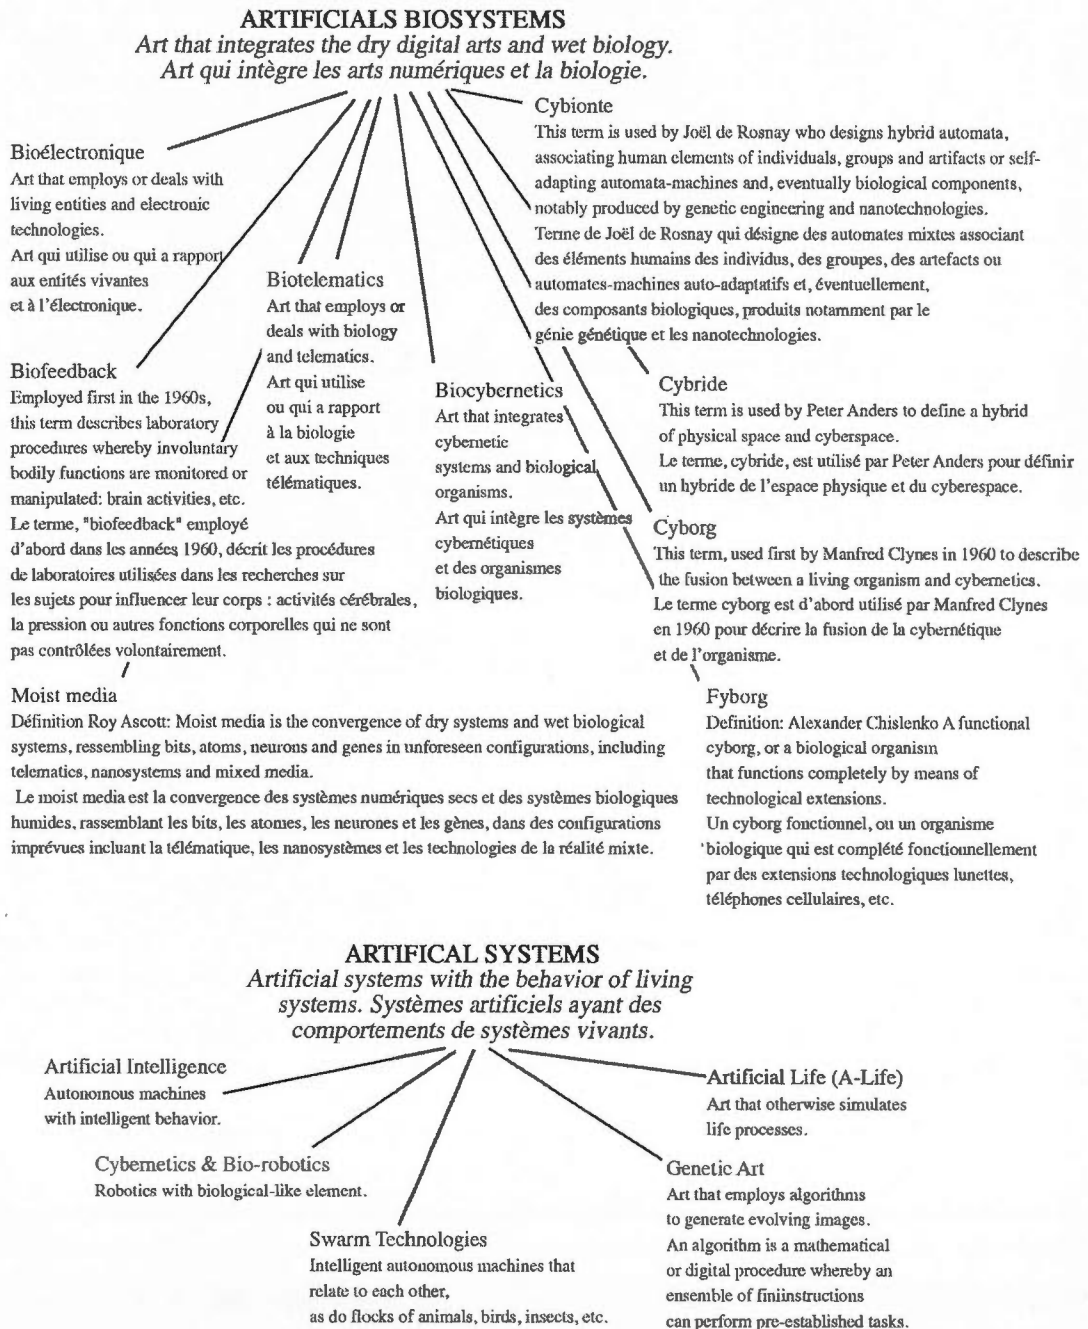 ARTIFICIALS BIOSYSTEMS
Art that integrates the dry digital arts and wet biology.
Art qui intègre les arts numériques et la biologie.
Bioélectronique
Art that employs or deals with
living entities and electronic
technologies.
Art qui utilise ou qui a rapport
aux entités vivantes
et à l'électronique.
Biofeedback
Employed first in the 1960s,
this term describes laboratory
procedures whereby involuntary
bodily functions are monitored or
manipulated: brain activities, etc.
Le terme, "biofeedback" employé
d'abord dans les années 1960, décrit les procédures
de laboratoires utilisées dans les recherches sur
les sujets pour influencer leur corps : activités cérébrales,
la pression ou autres fonctions corporelles qui ne sont
pas contrôlées volontairement.
Moist media
Définition Roy Ascott: Moist media is the convergence of dry systems and wet biological
systems, ressembling bits, atoms, neurons and genes in unforeseen configurations, including
telematics, nanosystems and mixed media.
Le moist media est la convergence des systèmes numériques secs et des systèmes biologiques
humides, rassemblant les bits, les atomes, les neurones et les gènes, dans des configurations
imprévues incluant la télématique, les nanosystèmes et les technologies de la réalité mixte.
Biotelematics
Art that employs or
deals with biology
and telematics.
Art qui utilise
ou qui a rapport
à la biologie
et aux techniques
télématiques.
Biocybernetics
Art that integrates
cybernetic
systems and biological
organisms.
Art qui intègre les systèmes
cybernétiques
et des organismes
biologiques.
Cybionte
This term is used by Joël de Rosnay who designs hybrid automata,
associating human elements of individuals, groups and artifacts or self-
adapting automata-machines and, eventually biological components,
notably produced by genetic engineering and nanotechnologies.
Terme de Joël de Rosnay qui désigne des automates mixtes associant
des éléments humains des individus, des groupes, des artefacts ou
automates-machines auto-adaptatifs et, éventuellement,
des composants biologiques, produits notamment par le
génie génétique et les nanotechnologies.
Cybride
This term is used by Peter Anders to define a hybrid
of physical space and cyberspace.
Le terme, cybride, est utilisé par Peter Anders pour définir
un hybride de l'espace physique et du cyberespace.
Cyborg
This term, used first by Manfred Clynes in 1960 to describe
the fusion between a living organism and cybernetics.
Le terme cyborg est d'abord utilisé par Manfred Clynes
en 1960 pour décrire la fusion de la cybernétique
et de l'organisme.
Fyborg
Definition: Alexander Chislenko A functional
cyborg, or a biological organism
that functions completely by means of
technological extensions.
Un cyborg fonctionnel, ou un organisme
biologique qui est complété fonctionnellement
par des extensions technologiques lunettes,
téléphones cellulaires, etc.
ARTIFICAL SYSTEMS
Artificial systems with the behavior of living
systems. Systèmes artificiels ayant des
comportements de systèmes vivants.
Artificial Intelligence
Autonomous machines
with intelligent behavior.
Cybernetics & Bio-robotics
Robotics with biological-like element.
Swarm Technologies
Intelligent autonomous machines that
relate to each other,
as do flocks of animals, birds, insects, etc.
Artificial Life (A-Life)
Art that otherwise simulates
life processes.
Genetic Art
Art that employs algorithms
to generate evolving images.
An algorithm is a mathematical
or digital procedure whereby an
ensemble of finiinstructions
can perform pre-established tasks.